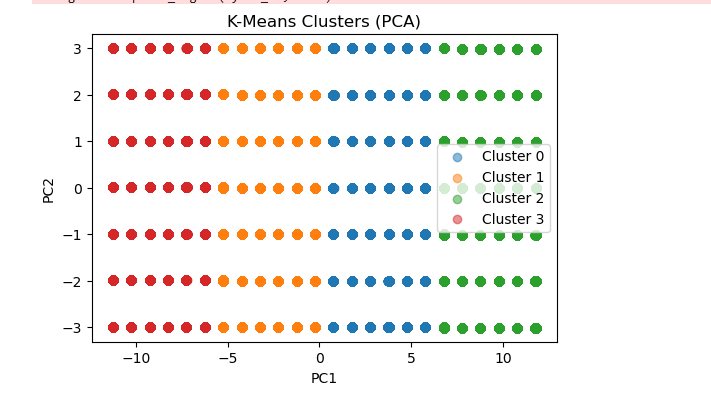 K-Means Clusters (PCA)
3
2
1
0
−1
−2
−3
PC2
Cluster 0
Cluster 1
Cluster 2
Cluster 3
−10 −5 0 5 10
PC1